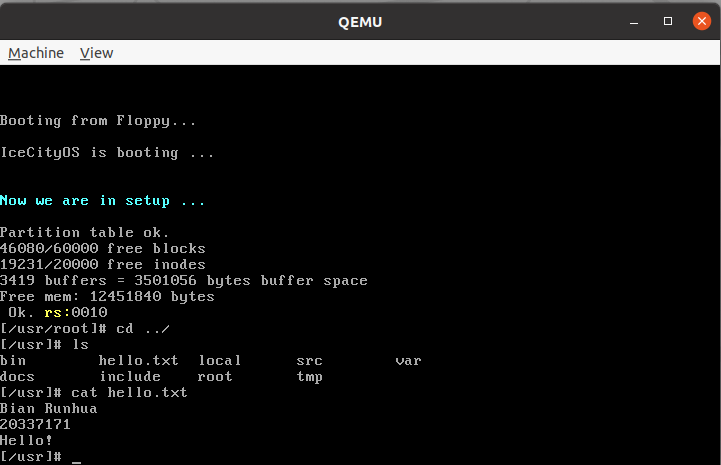 QEMU
Machine View
Booting from Floppy...
IceCityOS is booting ...
Now we are in setup ...
Partition table ok.
46080/60000 free blocks
19231/20000 free inodes
3419 buffers = 3501056 bytes buffer space
Free mem: 12451840 bytes
 Ok. rs:0010
[/usr/root]# cd ../
[/usr]# ls
bin hello.txt local src var
docs include root tmp
[/usr]# cat hello.txt
Bian Runhua
20337171
Hello!
[/usr]# _